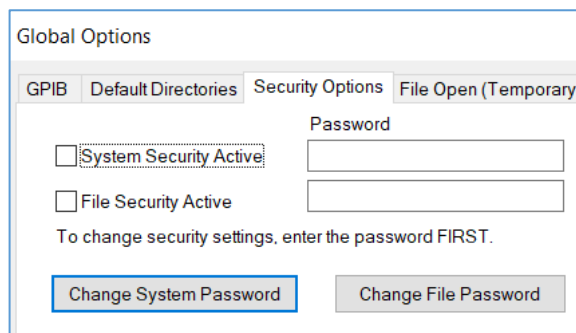 Global Options
GPIB Default Directories Security Options File Open (Temporary
Password
System Security Active
File Security Active
To change security settings, enter the password FIRST.
Change System Password Change File Password